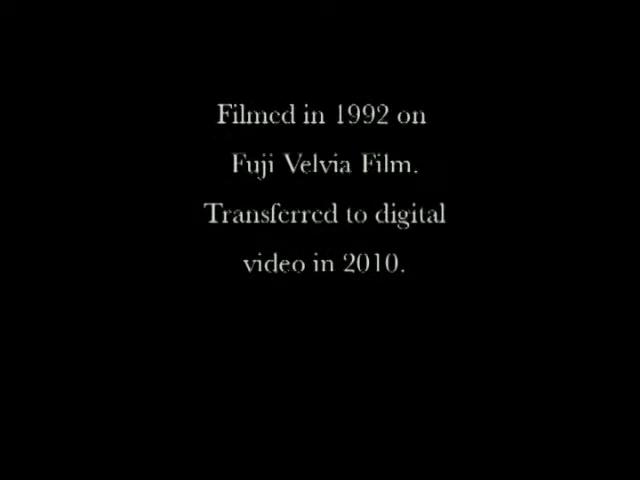 Filmed in 1992 on
Fuji Velvia Film.
Transferred to digital
video in 2010.